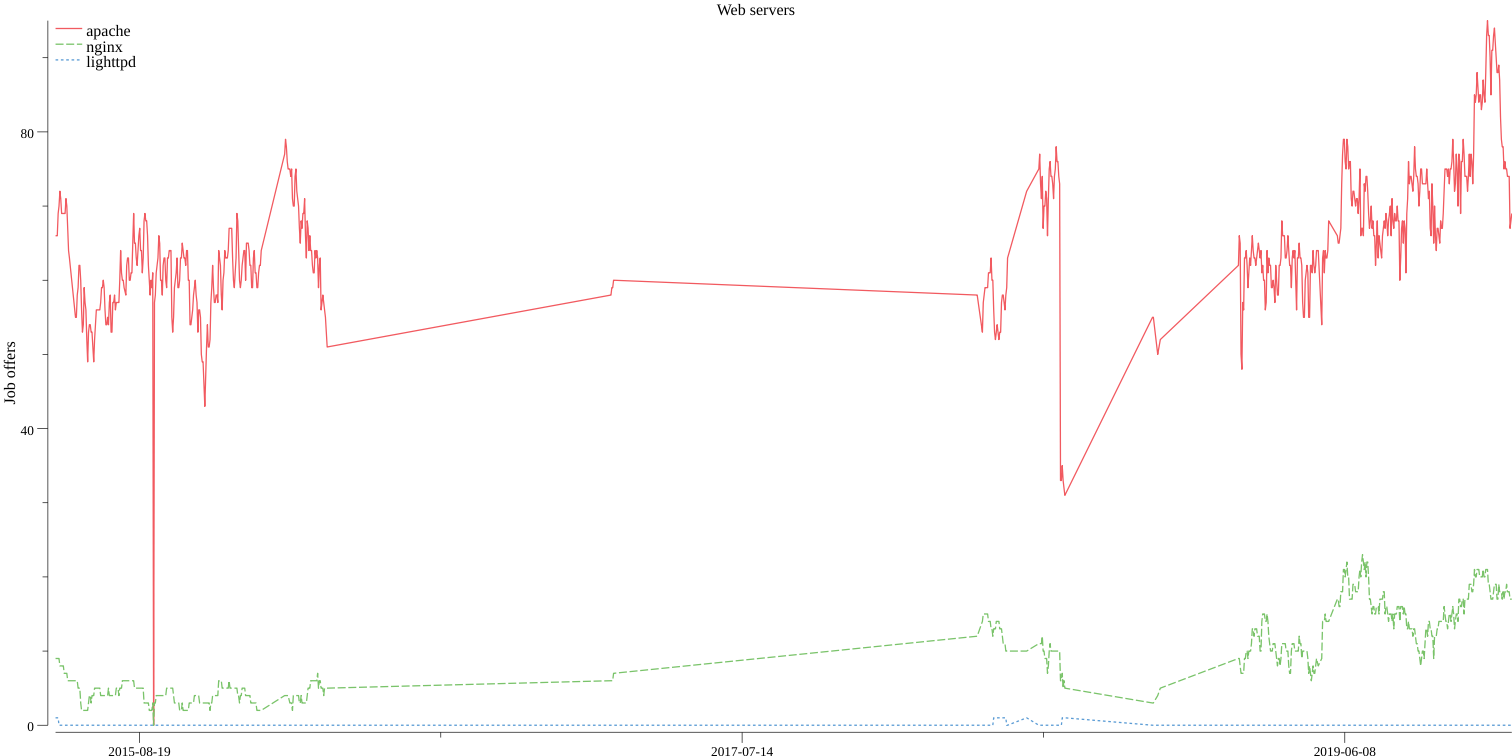 Web servers
apache
nginx
lighttpd
80
Job offers
40
0
2015-08-19
2017-07-14
2019-06-08